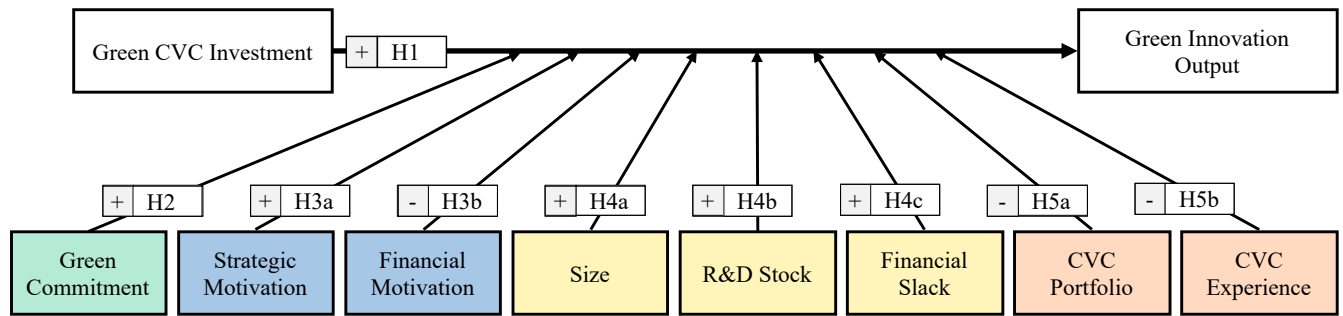 Green CVC Investment
+ H1
Green Innovation
Output
+ H2
+ H3a
- H3b
+ H4a
+ H4b
+ H4c
- H5a
- H5b
Green
Commitment
Strategic
Motivation
Financial
Motivation
Size
R&D Stock
Financial
Slack
CVC
Portfolio
CVC
Experience